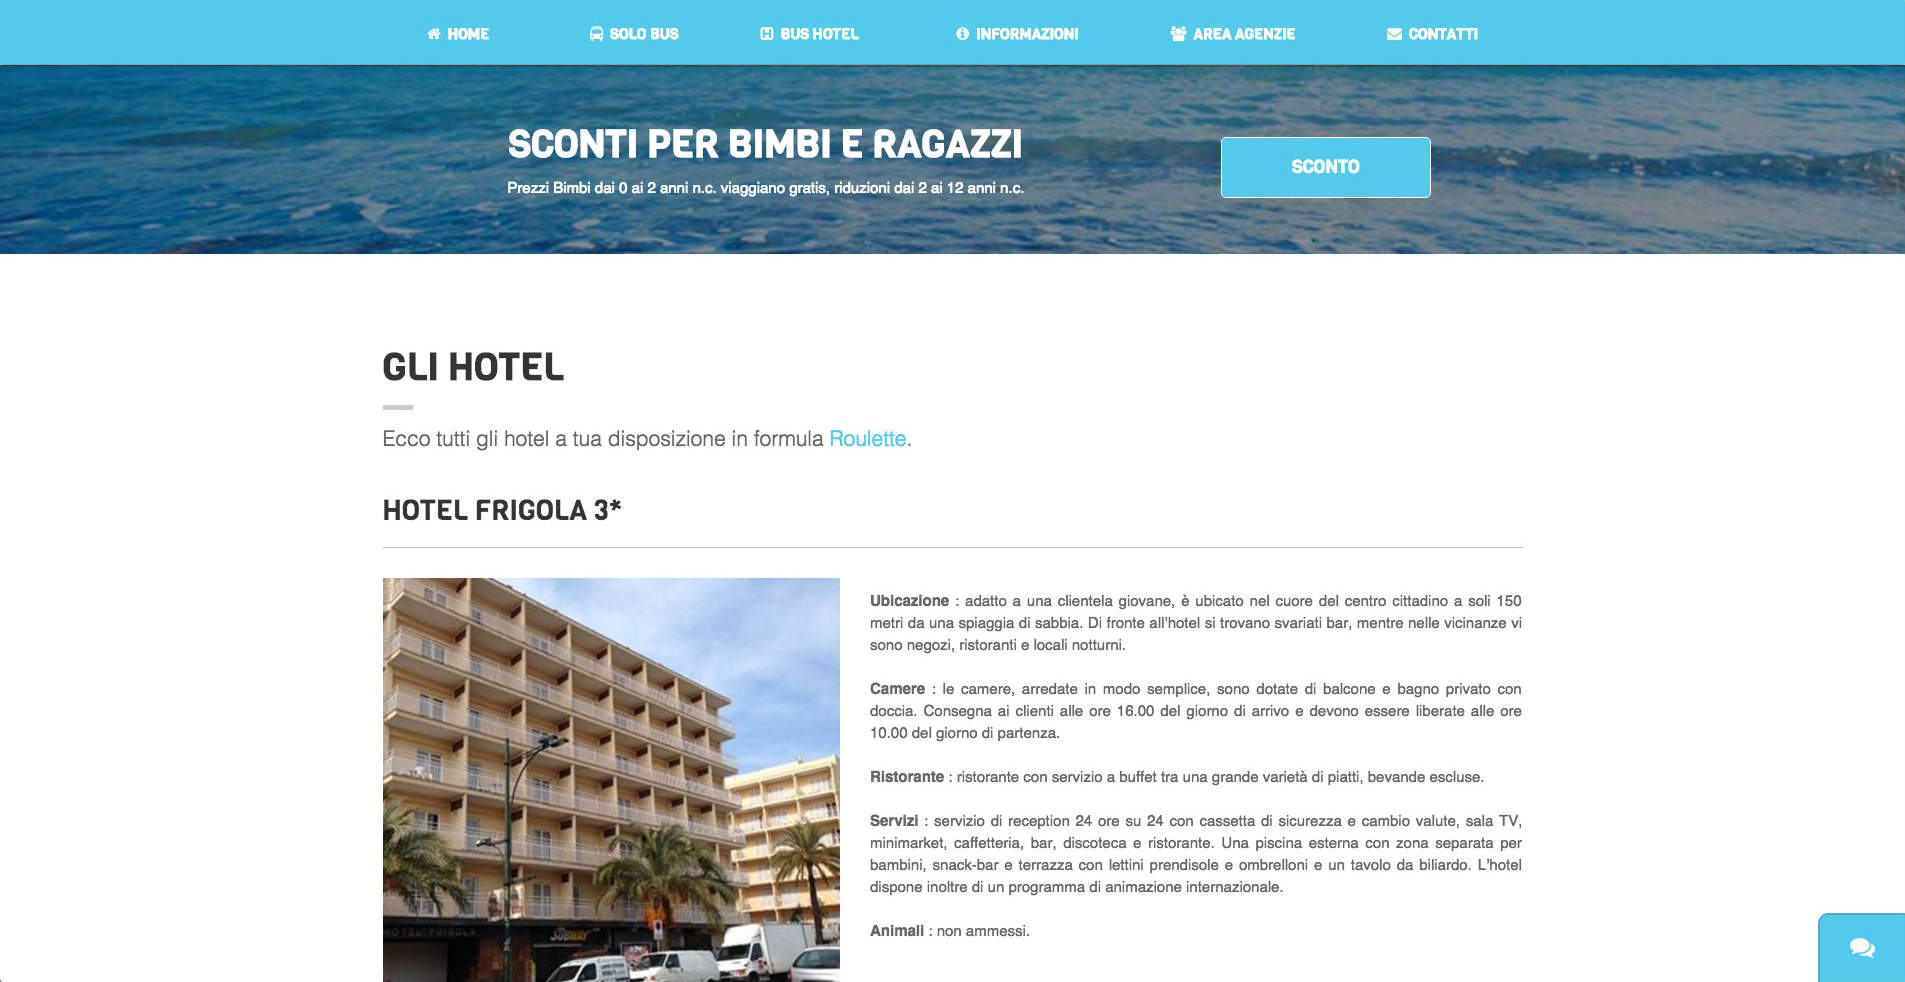 HOME
SOLO BUS
BUS HOTEL
INFORMAZIONI
AREA AGENZIE
CONTATTI
SCONTI PER BIMBI E RAGAZZI
Prezzi Bimbi dai 0 ai 2 anni n.c. viaggiano gratis, riduzioni dai 2 ai 12 anni n.c.
SCONTO
GLI HOTEL
Ecco tutti gli hotel a tua disposizione in formula Roulette.
HOTEL FRIGOLA 3*
HOTEL FRIGOLA
SUBWAY
Ubicazione : adatto a una clientela giovane, è ubicato nel cuore del centro cittadino a soli 150
metri da una spiaggia di sabbia. Di fronte all'hotel si trovano svariati bar, mentre nelle vicinanze vi
sono negozi, ristoranti e locali notturni.
Camere : le camere, arredate in modo semplice, sono dotate di balcone e bagno privato con
doccia. Consegna ai clienti alle ore 16.00 del giorno di arrivo e devono essere liberate alle ore
10.00 del giorno di partenza.
Ristorante : ristorante con servizio a buffet tra una grande varietà di piatti, bevande escluse.
Servizi : servizio di reception 24 ore su 24 con cassetta di sicurezza e cambio valute, sala TV,
minimarket, caffetteria, bar, discoteca e ristorante. Una piscina esterna con zona separata per
bambini, snack-bar e terrazza con lettini prendisole e ombrelloni e un tavolo da biliardo. L'hotel
dispone inoltre di un programma di animazione internazionale.
Animali : non ammessi.